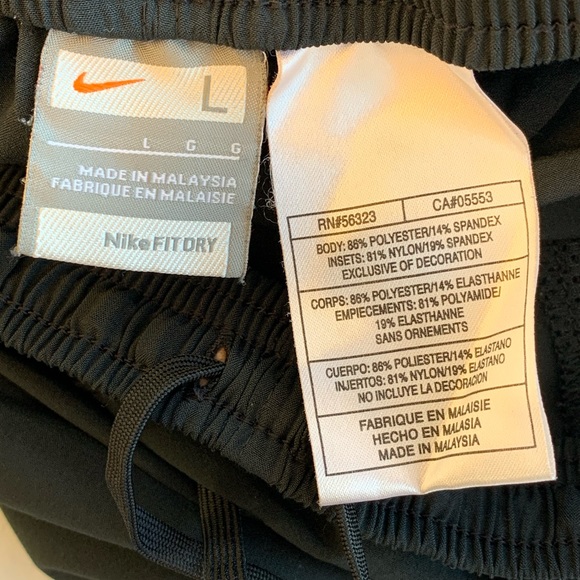 L
L G G
MADE IN MALAYSIA
FABRIQUE EN MALAISIE
Nike FIT DRY
RN#56323 CA#05553
BODY: 86% POLYESTER/14% SPANDEX
INSETS: 81% NYLON/19% SPANDEX
EXCLUSIVE OF DECORATION
CORPS: 86% POLYESTER/14% ELASTHANNE
EMPIECEMENTS: 81% POLYAMIDE/
19% ELASTHANNE
SANS ORNEMENTS
CUERPO: 86% POLIESTER/14% ELASTANO
INJERTOS: 81% NYLON/19% ELASTANO
NO INCLUYE LA DECORACION
FABRIQUE EN MALAISIE
HECHO EN MALASIA
MADE IN MALAYSIA